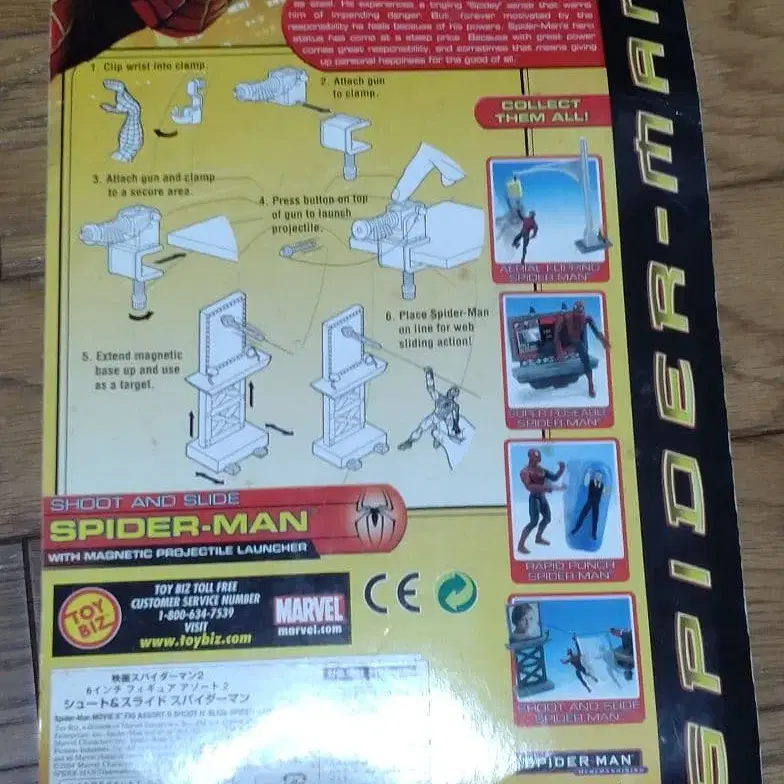 as steel. He experiences a tingling "Spidey" sense that warns
him of impending danger. But, forever motivated by the
responsibility he feels because of his powers, Spider-Man's hero
status has come at a steep price. Because with great power
comes great responsibility, and sometimes that means giving
up personal happiness for the good of all.
1. Clip wrist into clamp.
2. Attach gun
to clamp.
3. Attach gun and clamp
to a secure area.
4. Press button on top
of gun to launch
projectile.
5. Extend magnetic
base up and use
as a target.
6. Place Spider-Man
on line for web
sliding action!
COLLECT
THEM ALL!
SPIDER-MAN
SUPER POSEABLE
SPIDER-MAN
RAPID PUNCH
SPIDER-MAN
SHOOT AND SLIDE
SPIDER-MAN
SPIDER-MAN
SHOOT AND SLIDE
SPIDER-MAN
WITH MAGNETIC PROJECTILE LAUNCHER
TOY BIZ
TOY BIZ TOLL FREE
CUSTOMER SERVICE NUMBER
1-800-634-7539
VISIT
www.toybiz.com
MARVEL
marvel.com
CE
映画スパイダーマン2
6インチ フィギュア アソート2
シュート&スライド スパイダーマン
SPIDER-MAN